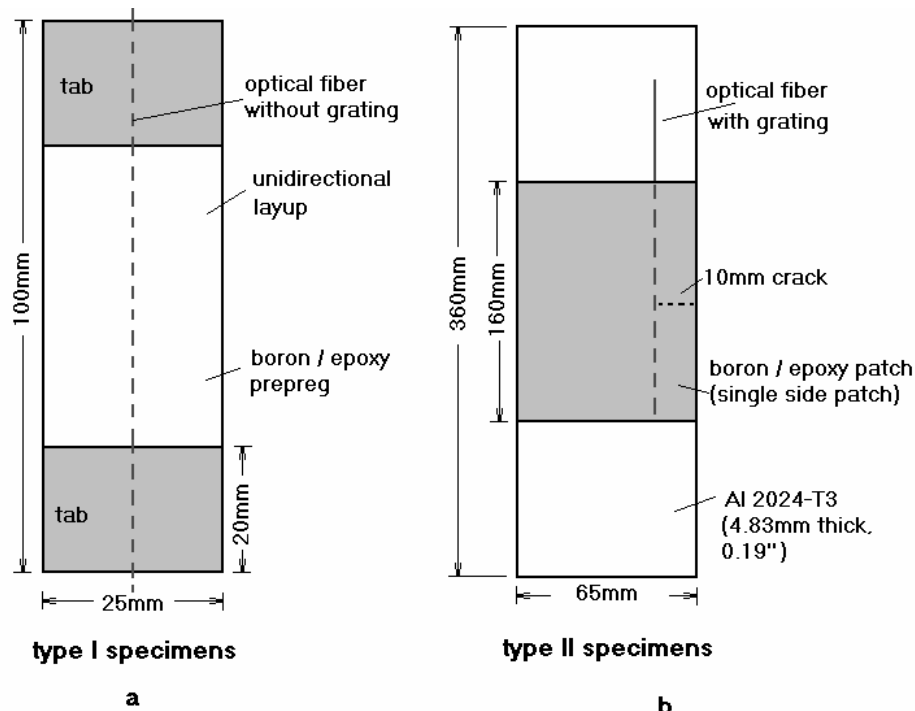 tab
optical fiber
without grating
unidirectional
layup
100mm
boron / epoxy
prepreg
tab
20mm
25mm
type I specimens
a
optical fiber
with grating
360mm
160mm
10mm crack
boron / epoxy patch
(single side patch)
Al 2024-T3
(4.83mm thick,
0.19")
65mm
type II specimens
b